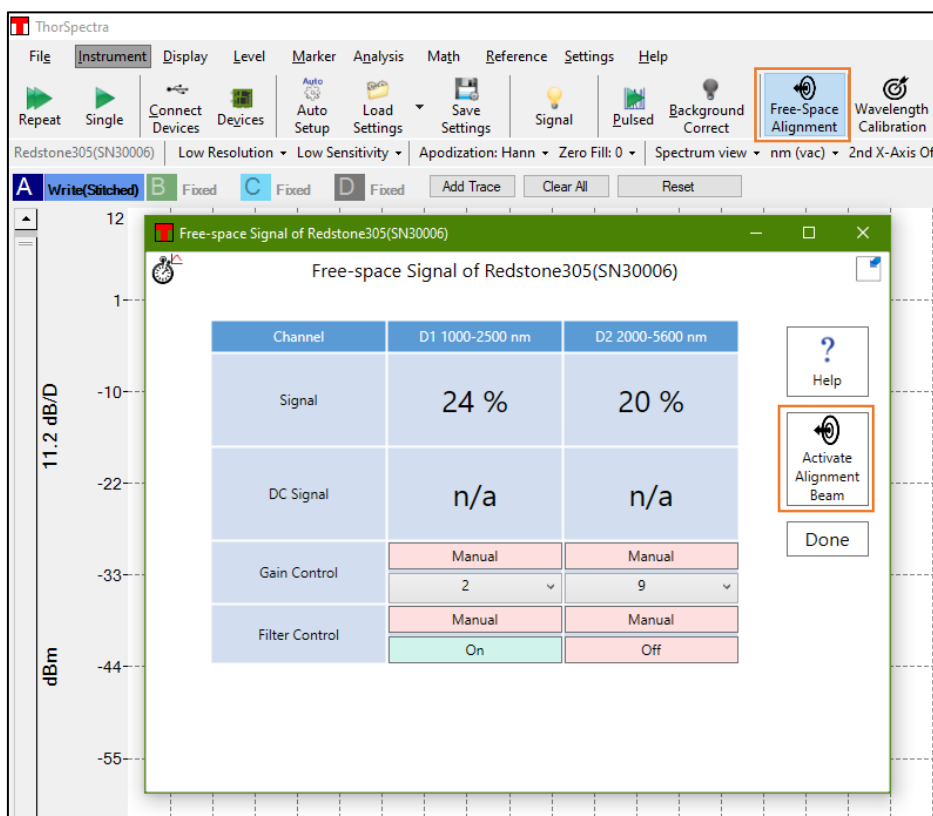 ThorSpectra
File Instrument Display Level Marker Analysis Math Reference Settings Help
Repeat Single Connect Devices Devices Auto Auto Setup Load Settings Save Settings Signal Pulsed Background Correct Free-Space Alignment Wavelength Calibration
Redstone305(SN30006) Low Resolution Low Sensitivity Apodization: Hann Zero Fill: 0 Spectrum view nm (vac) 2nd X-Axis Of
A Write(Stitched) B Fixed C Fixed D Fixed Add Trace Clear All Reset
12
1
-10
-22
-33
-44
-55
11.2 dB/D
dBm
Free-space Signal of Redstone305(SN30006)
Free-space Signal of Redstone305(SN30006)
Channel D1 1000-2500 nm D2 2000-5600 nm
Signal 24 % 20 %
DC Signal n/a n/a
Gain Control Manual Manual
2 9
Filter Control Manual Manual
On Off
?
Help
Activate
Alignment
Beam
Done